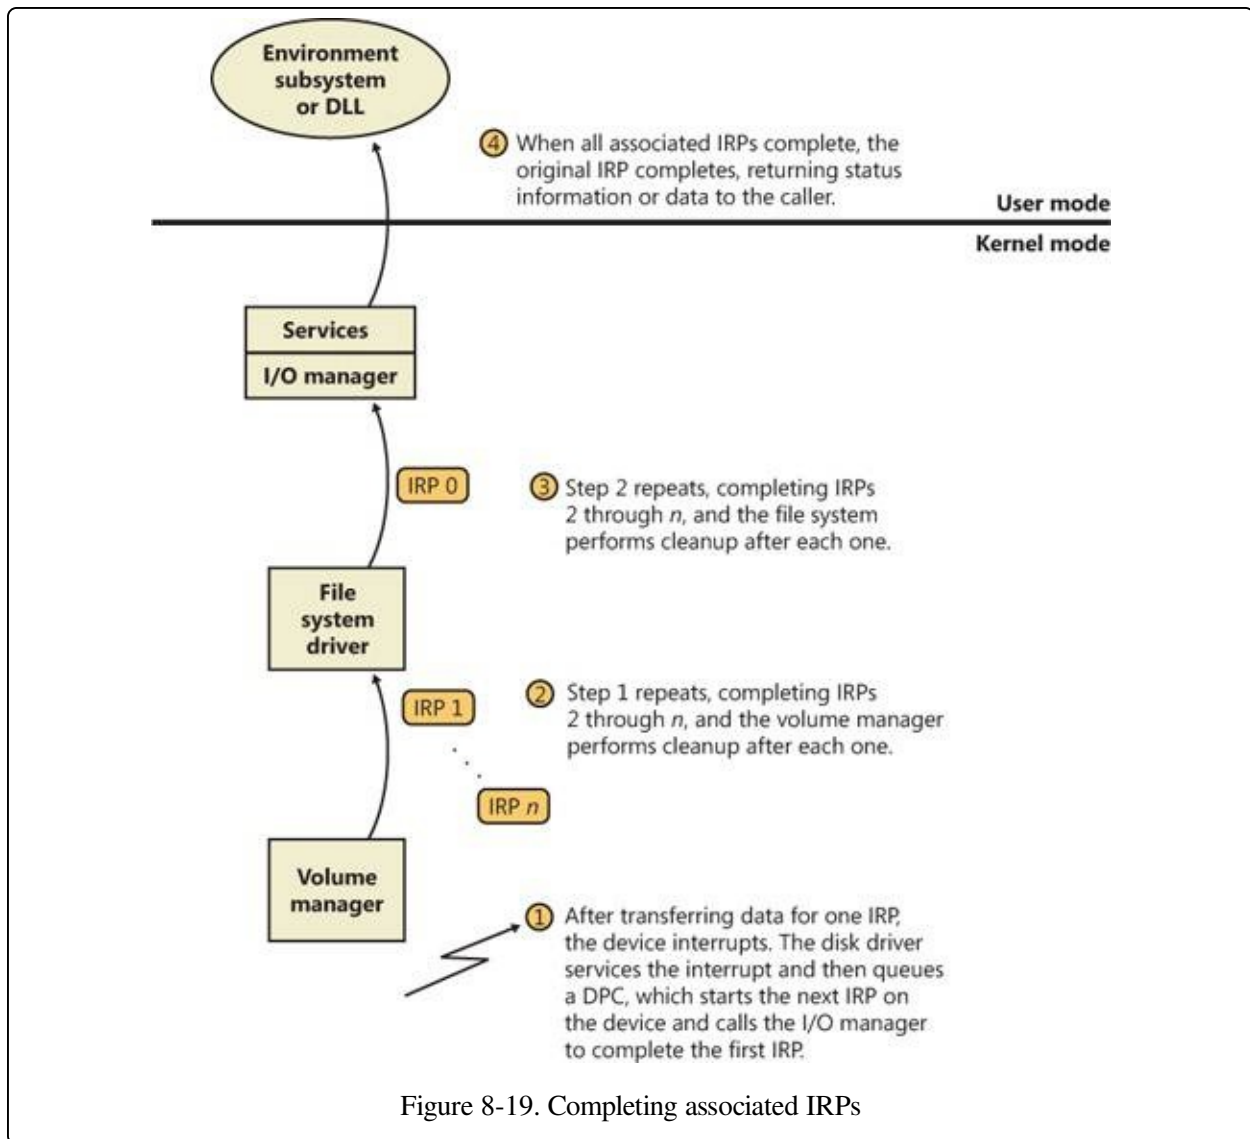 Environment
subsystem
or DLL
④ When all associated IRPs complete, the
original IRP completes, returning status
information or data to the caller.
User mode
Kernel mode
Services
I/O manager
IRP 0
③ Step 2 repeats, completing IRPs
2 through n, and the file system
performs cleanup after each one.
File
system
driver
IRP 1
② Step 1 repeats, completing IRPs
2 through n, and the volume manager
performs cleanup after each one.
IRP n
Volume
manager
① After transferring data for one IRP,
the device interrupts. The disk driver
services the interrupt and then queues
a DPC, which starts the next IRP on
the device and calls the I/O manager
to complete the first IRP.
Figure 8-19. Completing associated IRPs